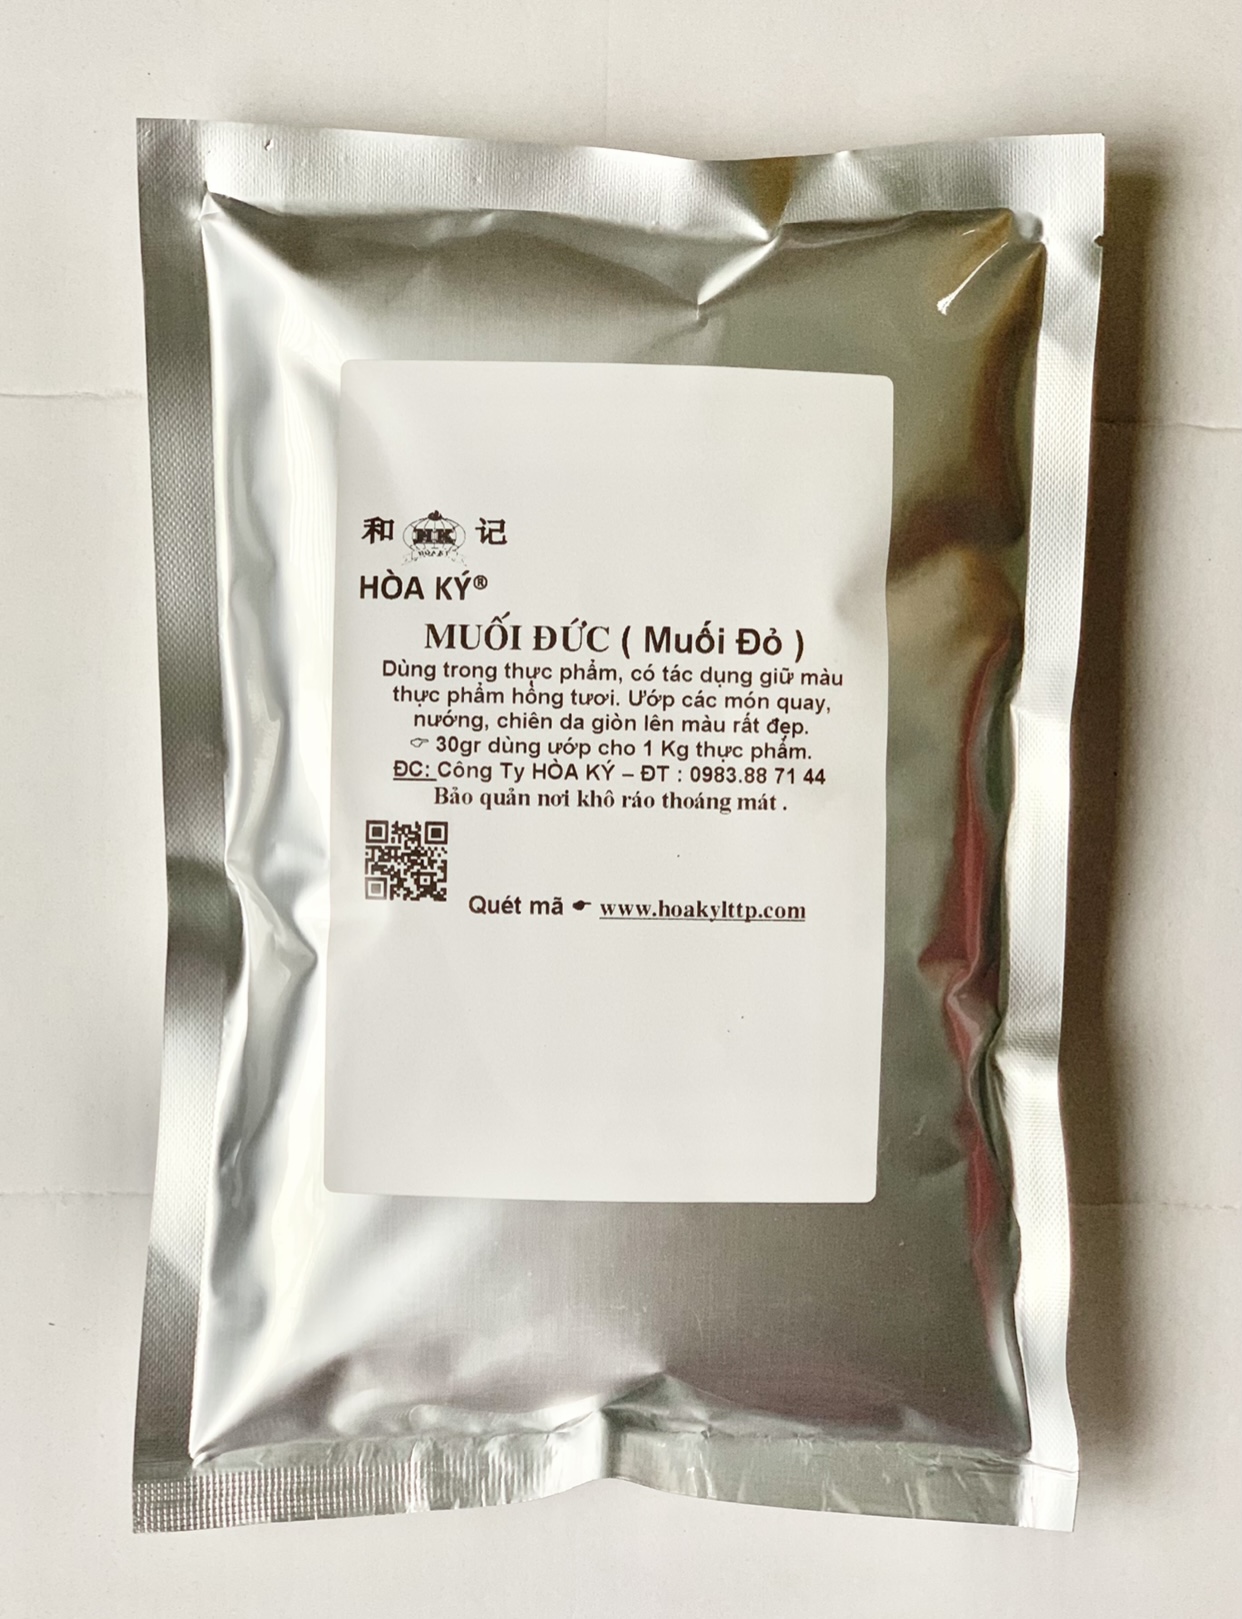 和 HK 记
HÒA KÝ
HÒA KÝ®
MUỐI ĐỨC ( Muối Đỏ )
Dùng trong thực phẩm, có tác dụng giữ màu
thực phẩm hồng tươi. Ướp các món quay,
nướng, chiên da giòn lên màu rất đẹp.
☞ 30gr dùng ướp cho 1 Kg thực phẩm.
ĐC: Công Ty HÒA KÝ – ĐT : 0983.88 71 44
Bảo quản nơi khô ráo thoáng mát .
Quét mã ☛ www.hoakylttp.com